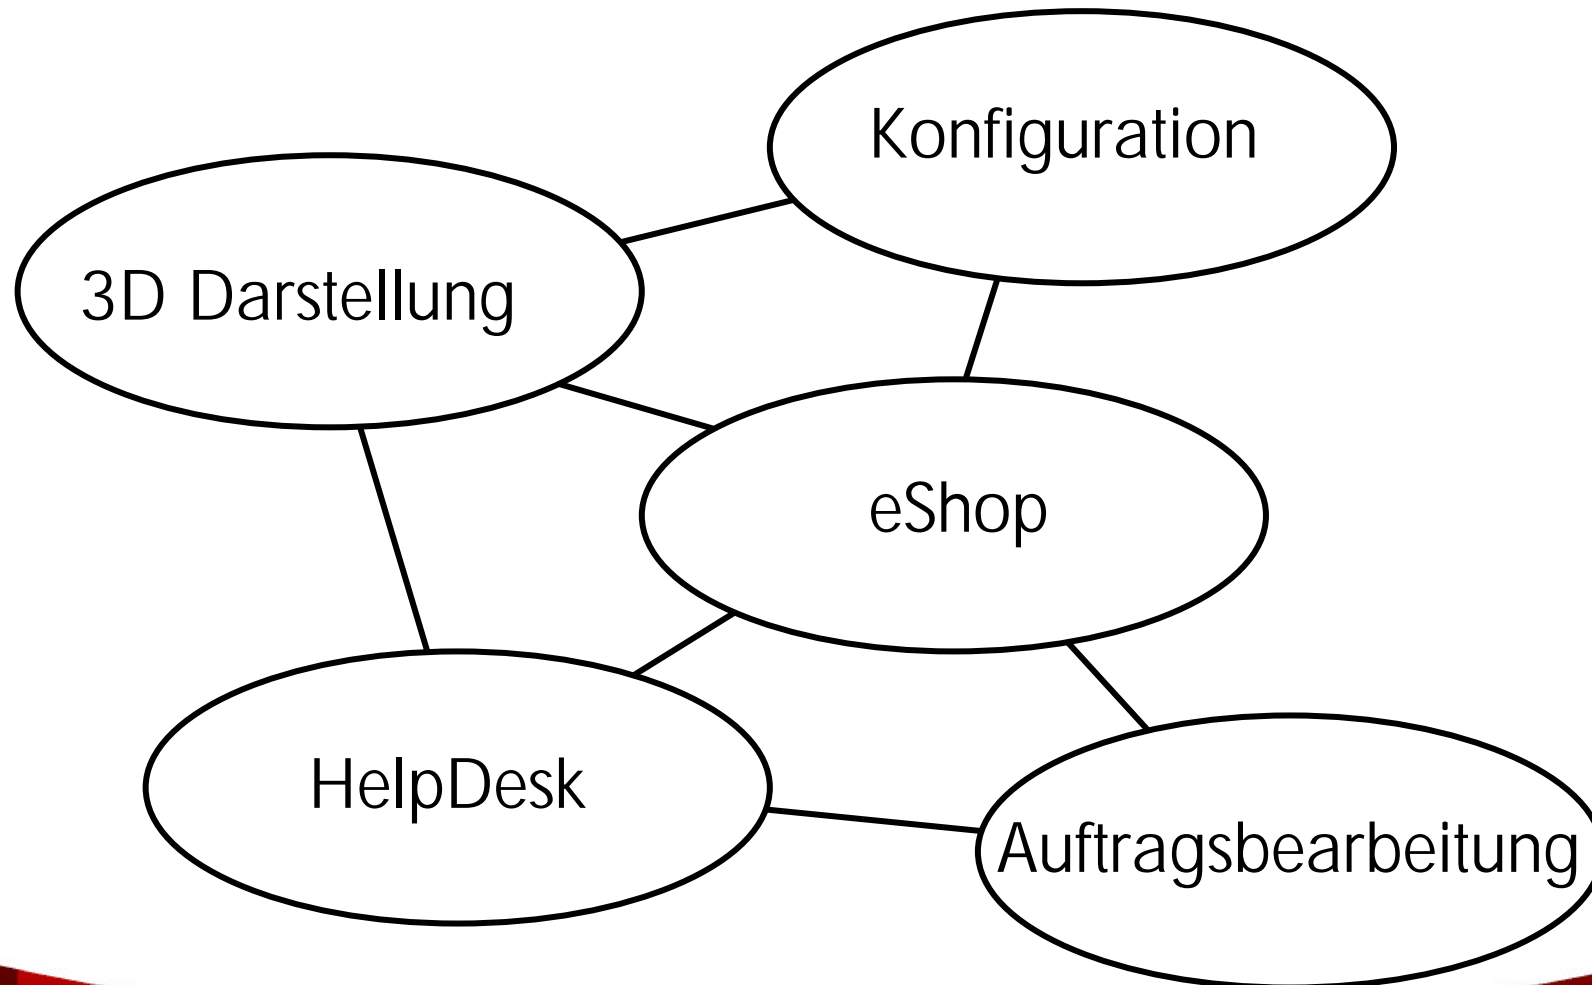 Konfiguration
3D Darstellung
eShop
HelpDesk
Auftragsbearbeitung